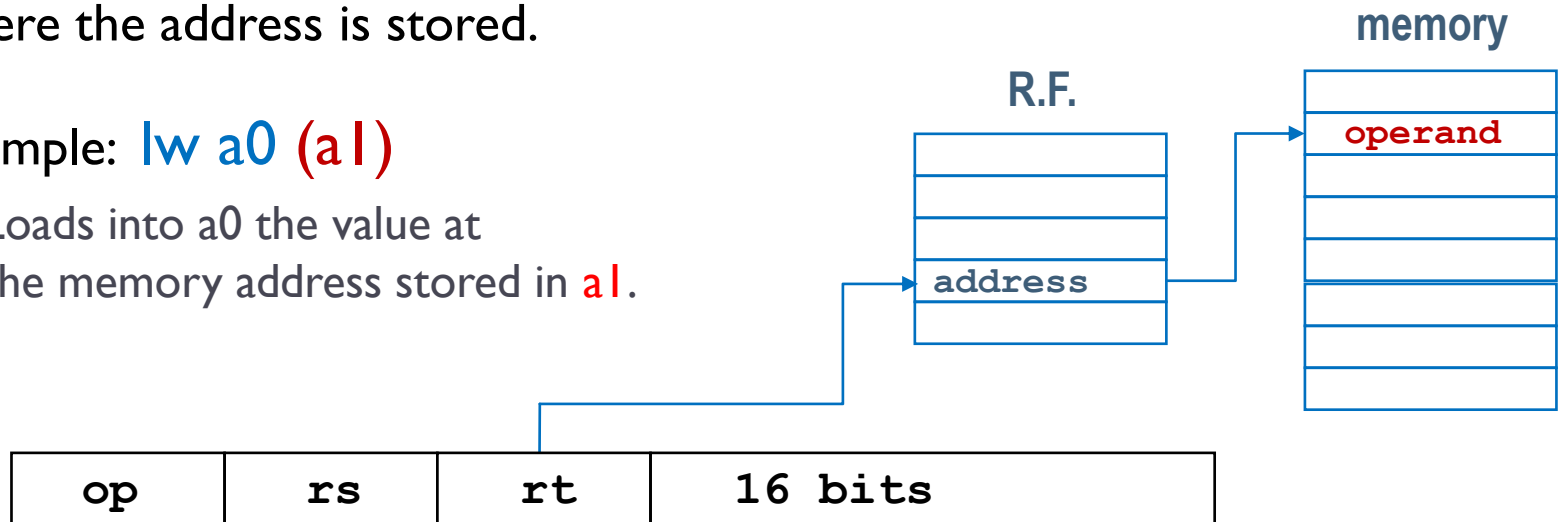 ere the address is stored.
memory
R.F.
mple: lw a0 (a1)
operand
oads into a0 the value at
he memory address stored in a1.
address
op rs rt 16 bits